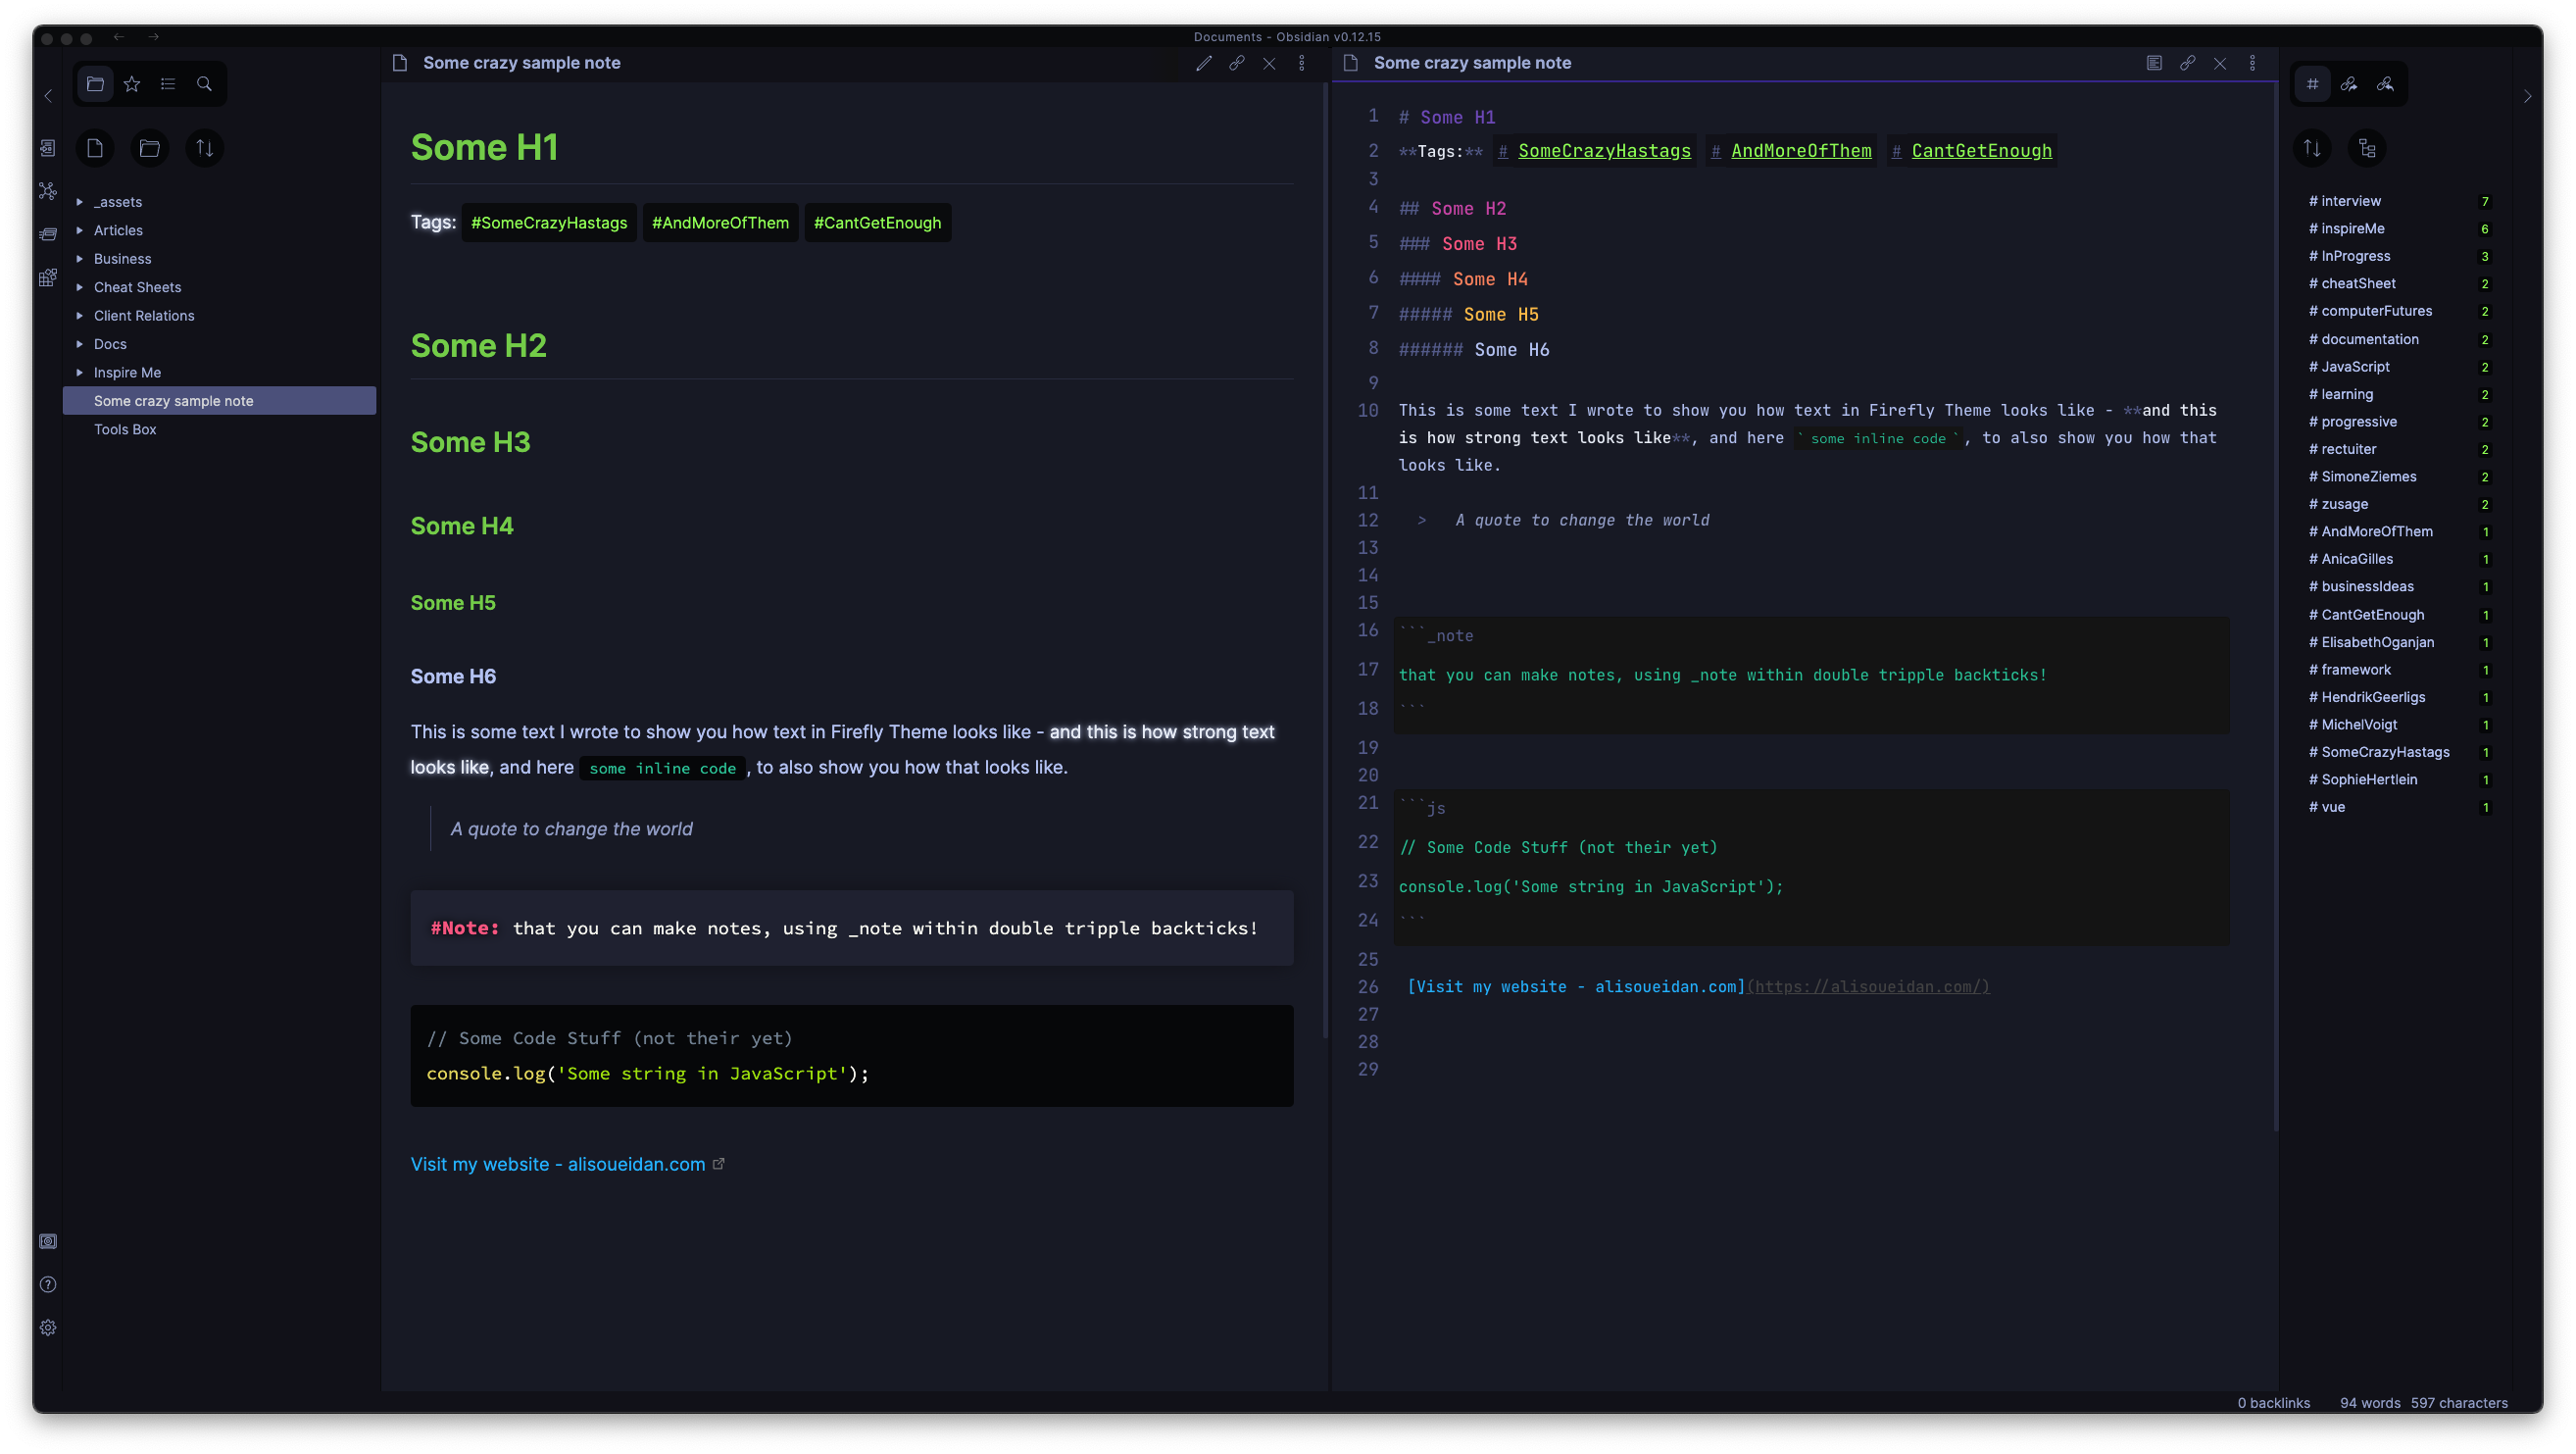 Documents - Obsidian v0.12.15
_assets
Articles
Business
Cheat Sheets
Client Relations
Docs
Inspire Me
Some crazy sample note
Tools Box
Some crazy sample note
Some H1
Tags: #SomeCrazyHastags #AndMoreOfThem #CantGetEnough
Some H2
Some H3
Some H4
Some H5
Some H6
This is some text I wrote to show you how text in Firefly Theme looks like - and this is how strong text
looks like, and here some inline code, to also show you how that looks like.
A quote to change the world
#Note: that you can make notes, using _note within double tripple backticks!
// Some Code Stuff (not their yet)
console.log('Some string in JavaScript');
Visit my website - alisoueidan.com
Some crazy sample note
1 # Some H1
2 **Tags:** # SomeCrazyHastags # AndMoreOfThem # CantGetEnough
3
4 ## Some H2
5 ### Some H3
6 #### Some H4
7 ##### Some H5
8 ###### Some H6
9
10 This is some text I wrote to show you how text in Firefly Theme looks like - **and this
is how strong text looks like**, and here `some inline code`, to also show you how that
looks like.
11
12 > A quote to change the world
13
14
15
16 ```_note
17 that you can make notes, using _note within double tripple backticks!
18 ```
19
20
21 ```js
22 // Some Code Stuff (not their yet)
23 console.log('Some string in JavaScript');
24 ```
25
26 [Visit my website - alisoueidan.com](https://alisoueidan.com/)
27
28
29
# interview 7
# inspireMe 6
# InProgress 3
# cheatSheet 2
# computerFutures 2
# documentation 2
# JavaScript 2
# learning 2
# progressive 2
# rectuiter 2
# SimoneZiemes 2
# zusage 2
# AndMoreOfThem 1
# AnicaGilles 1
# businessIdeas 1
# CantGetEnough 1
# ElisabethOganjan 1
# framework 1
# HendrikGeerligs 1
# MichelVoigt 1
# SomeCrazyHastags 1
# SophieHertlein 1
# vue 1
0 backlinks 94 words 597 characters